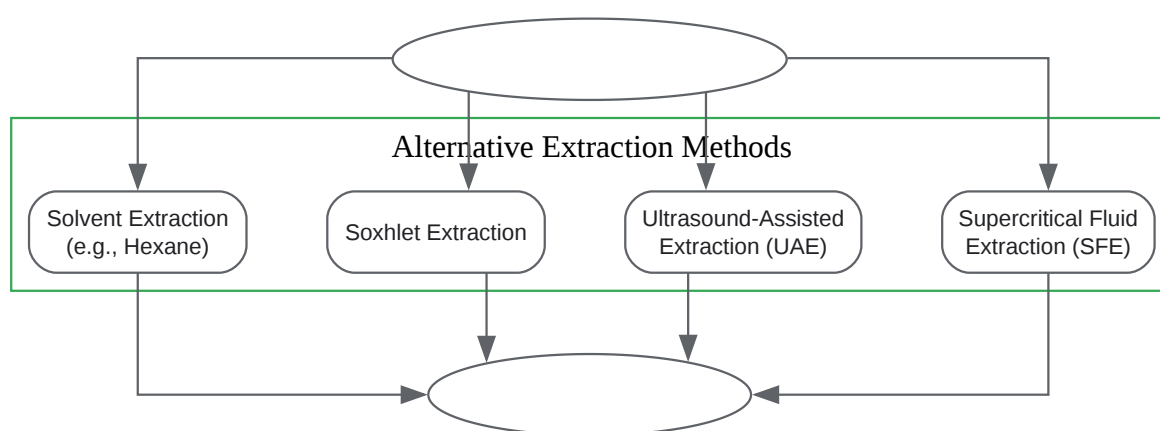 Alternative Extraction Methods
Solvent Extraction
(e.g., Hexane)
Soxhlet Extraction
Ultrasound-Assisted
Extraction (UAE)
Supercritical Fluid
Extraction (SFE)